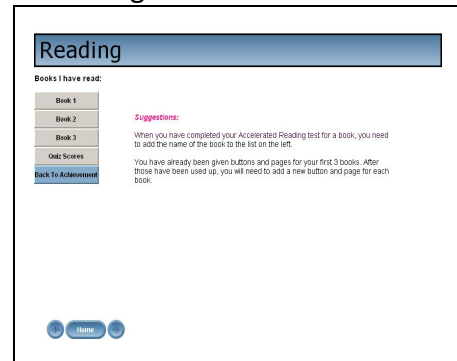 Reading
Books I have read:
Book 1
Book 2
Book 3
Quiz Scores
Back To Achievement
Suggestions:
When you have completed your Accelerated Reading test for a book, you need
to add the name of the book to the list on the left.
You have already been given buttons and pages for your first 3 books. After
those have been used up, you will need to add a new button and page for each
book.
Home